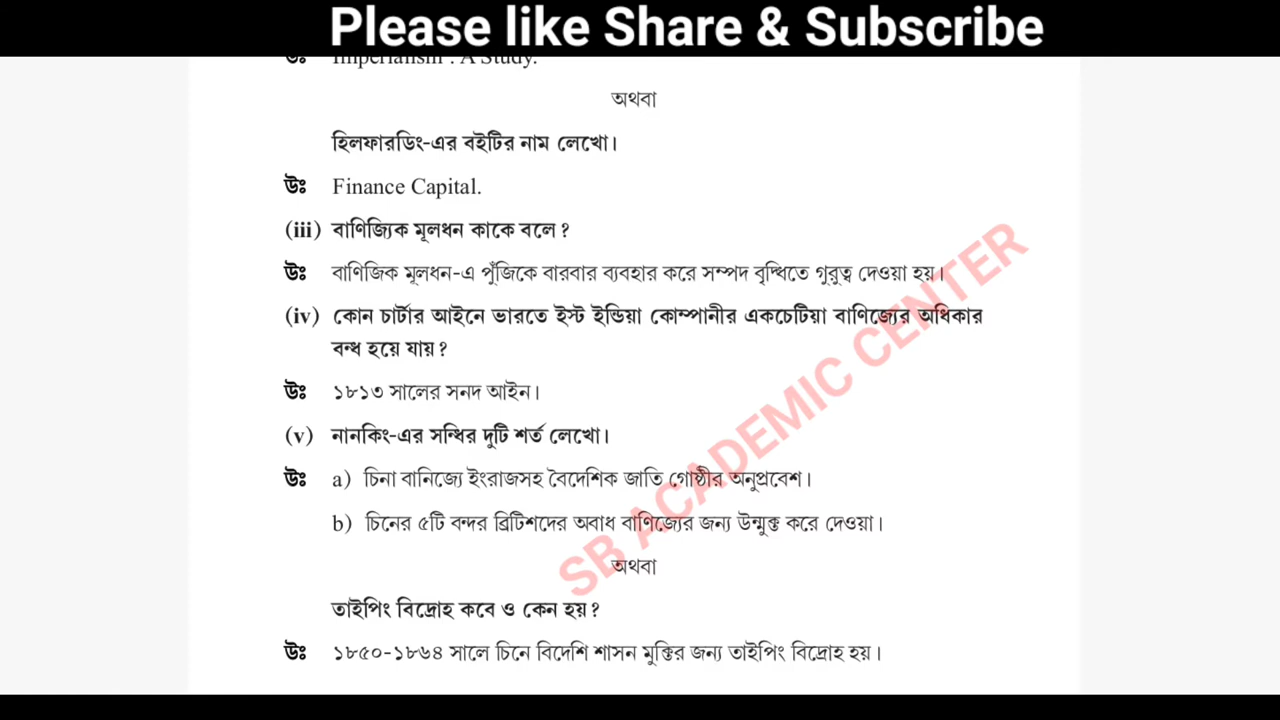 Please like Share & Subscribe
উঃ Imperialism : A Study.
অথবা
হিলফারডিং-এর বইটির নাম লেখো।
উঃ Finance Capital.
(iii) বাণিজ্যিক মূলধন কাকে বলে ?
উঃ বাণিজিক মূলধন-এ পুঁজিকে বারবার ব্যবহার করে সম্পদ বৃদ্ধিতে গুরুত্ব দেওয়া হয়।
(iv) কোন চার্টার আইনে ভারতে ইস্ট ইন্ডিয়া কোম্পানীর একচেটিয়া বাণিজ্যের অধিকার
বন্ধ হয়ে যায় ?
উঃ ১৮১৩ সালের সনদ আইন।
(v) নানকিং-এর সন্ধির দুটি শর্ত লেখো।
উঃ a) চিনা বানিজ্যে ইংরাজসহ বৈদেশিক জাতি গোষ্ঠীর অনুপ্রবেশ।
b) চিনের ৫টি বন্দর ব্রিটিশদের অবাধ বাণিজ্যের জন্য উন্মুক্ত করে দেওয়া।
অথবা
তাইপিং বিদ্রোহ কবে ও কেন হয় ?
উঃ ১৮৫০-১৮৬৪ সালে চিনে বিদেশি শাসন মুক্তির জন্য তাইপিং বিদ্রোহ হয়।
SB ACADEMIC CENTER